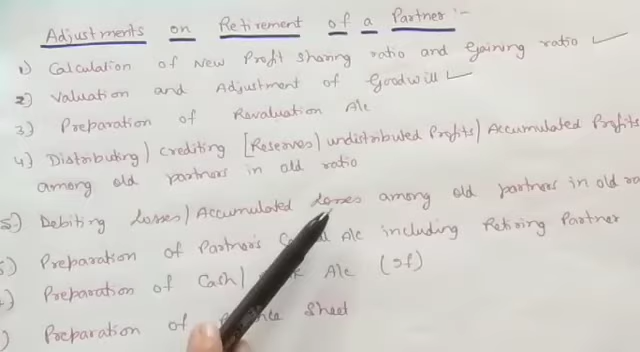 Adjustments on Retirement of a Partner :-
1) Calculation of New Profit sharing ratio and Gaining ratio
2) Valuation and Adjustment of Goodwill
3) Preparation of Revaluation A/c
4) Distributing / crediting [Reserves / undistributed Profits / Accumulated Profits
among old partners in old ratio
5) Debiting losses / Accumulated losses among old partners in old
) Preparation of Partner's A/c including Retiring Partner
) Preparation of Cash / A/c (If)
) Preparation of Sheet